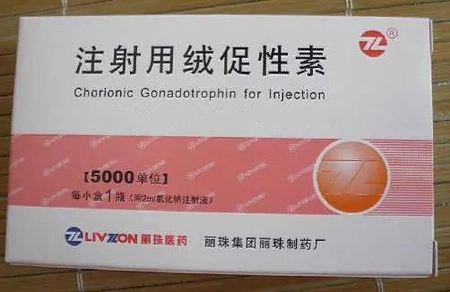 注射用绒促性素
Chorionic Gonadotrophin for Injection
【5000单位】
每小盒1瓶(附2ml氯化钠注射液)
LIVZON 丽珠医药 丽珠集团丽珠制药厂